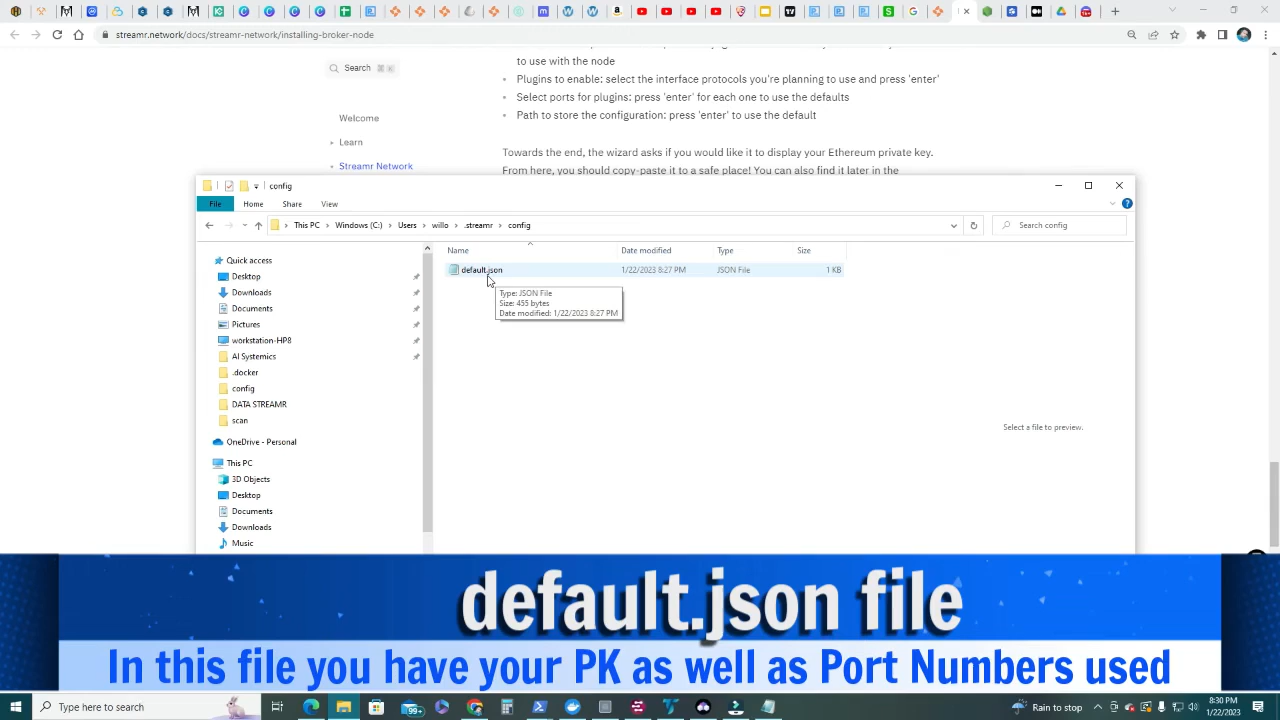 streamr.network/docs/streamr-network/installing-broker-node
to use with the node
Search
Plugins to enable: select the interface protocols you're planning to use and press 'enter'
Select ports for plugins: press 'enter' for each one to use the defaults
Welcome
Path to store the configuration: press 'enter' to use the default
Learn
Towards the end, the wizard asks if you would like it to display your Ethereum private key.
Streamr Network
From here, you should copy-paste it to a safe place! You can also find it later in the
config
File Home Share View
This PC > Windows (C:) > Users > willo > .streamr > config
Search config
Name Date modified Type Size
default.json 1/22/2023 8:27 PM JSON File 1 KB
Type: JSON File
Size: 455 bytes
Date modified: 1/22/2023 8:27 PM
Quick access
Desktop
Downloads
Documents
Pictures
workstation-HP8
AI Systemics
.docker
config
DATA STREAMR
scan
OneDrive - Personal
This PC
3D Objects
Desktop
Documents
Downloads
Music
Select a file to preview.
default.json file
In this file you have your PK as well as Port Numbers used
Type here to search
99+
Rain to stop
8:30 PM
1/22/2023